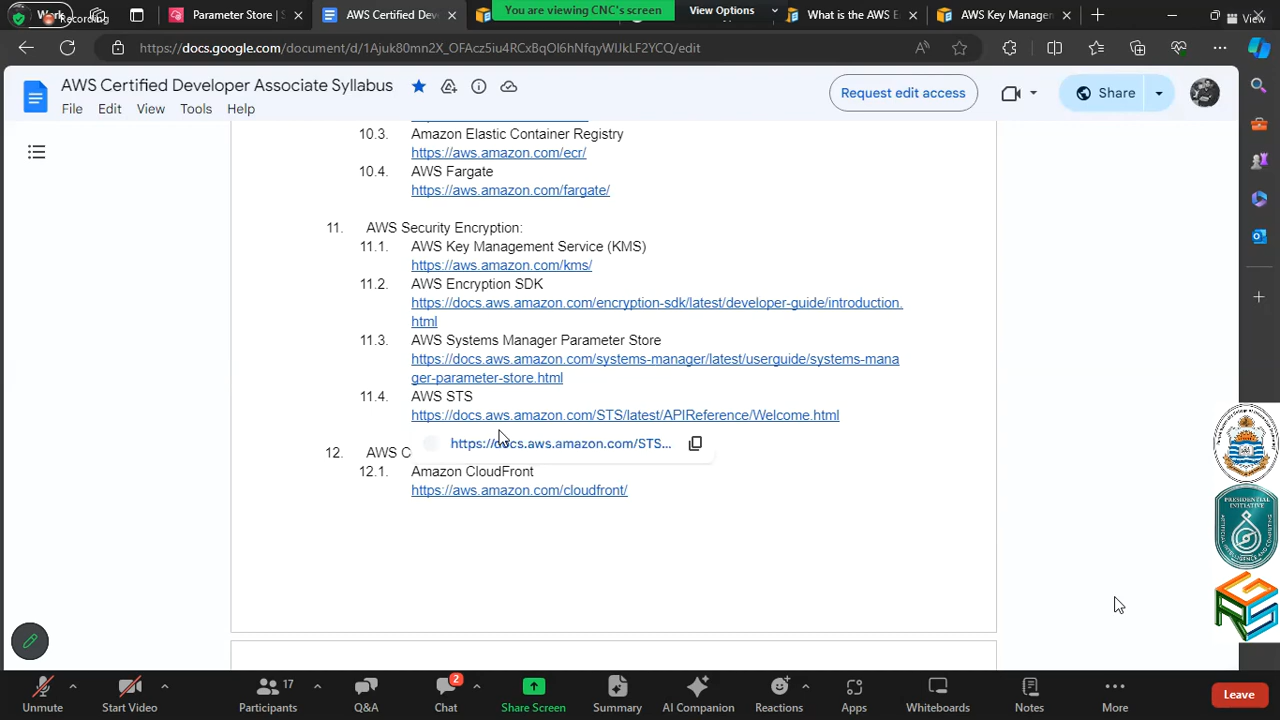 Recording
Parameter Store | S
AWS Certified Deve
You are viewing CNC's screen
View Options
What is the AWS E
AWS Key Manageme
View
https://docs.google.com/document/d/1Ajuk80mn2X_OFAcz5iu4RCxBqOl6hNfqyWlJkLF2YCQ/edit
AWS Certified Developer Associate Syllabus
File Edit View Tools Help
Request edit access
Share
10.3. Amazon Elastic Container Registry
https://aws.amazon.com/ecr/
10.4. AWS Fargate
https://aws.amazon.com/fargate/
11. AWS Security Encryption:
11.1. AWS Key Management Service (KMS)
https://aws.amazon.com/kms/
11.2. AWS Encryption SDK
https://docs.aws.amazon.com/encryption-sdk/latest/developer-guide/introduction.
html
11.3. AWS Systems Manager Parameter Store
https://docs.aws.amazon.com/systems-manager/latest/userguide/systems-mana
ger-parameter-store.html
11.4. AWS STS
https://docs.aws.amazon.com/STS/latest/APIReference/Welcome.html
https://docs.aws.amazon.com/STS...
12. AWS C
12.1. Amazon CloudFront
https://aws.amazon.com/cloudfront/
PRESIDENTIAL
INITIATIVE
Unmute
Start Video
17
Participants
Q&A
2
Chat
Share Screen
Summary
AI Companion
Reactions
Apps
Whiteboards
Notes
More
Leave